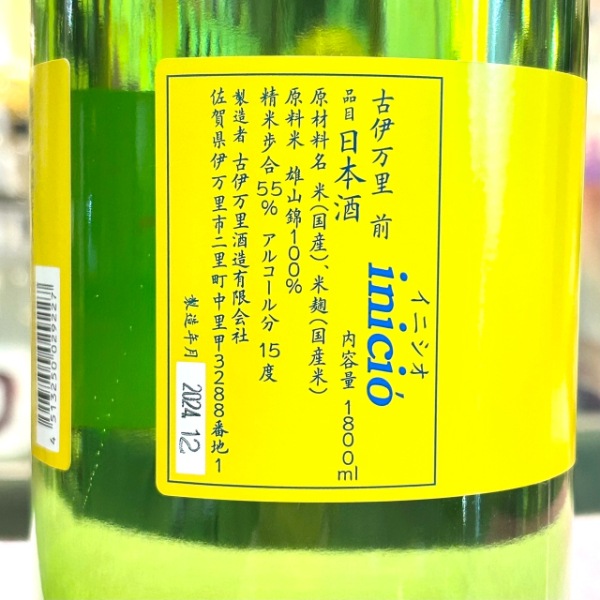 古伊万里 前 inició
イニシオ
品目 日本酒 内容量 1800ml
原材料名 米(国産)、米麹(国産米)
原料米 雄山錦100%
精米歩合 55% アルコール分 15度
製造者 古伊万里酒造有限会社
佐賀県伊万里市二里町中里甲3288番地1
製造年月 2024.12
4513250029227